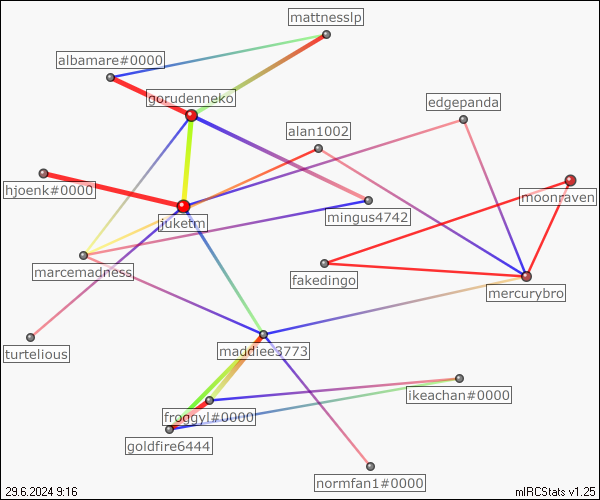 mattnesslp
albamare#0000
gorudenneko
edgepanda
alan1002
hjoenk#0000
moonraven
mingus4742
juketm
marcemadness
fakedingo
mercurybro
turtelious
maddiee3773
ikeachan#0000
froggyl#0000
goldfire6444
normfan1#0000
29.6.2024 9:16
mIRCStats v1.25